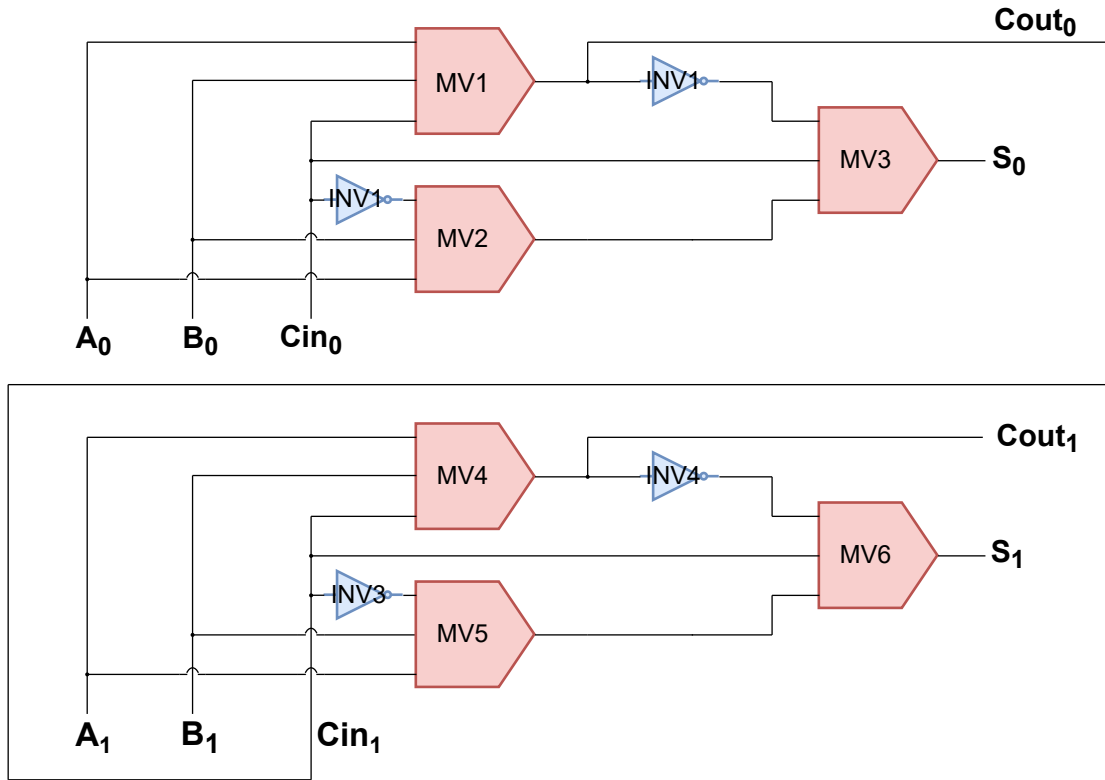 Cout0
MV1
INV1
MV3
S0
INV1
MV2
A0
B0
Cin0
Cout1
MV4
INV4
MV6
S1
INV3
MV5
A1
B1
Cin1